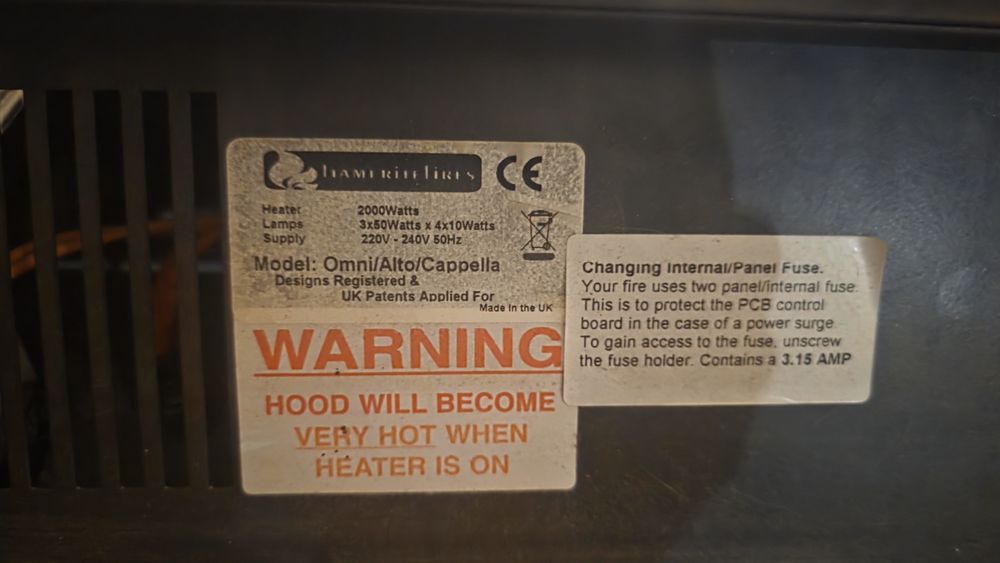 flameritefires CE
Heater 2000Watts
Lamps 3x50Watts x 4x10Watts
Supply 220V - 240V 50Hz
Model: Omni/Alto/Cappella
Designs Registered &
UK Patents Applied For
Made In the UK
WARNING
HOOD WILL BECOME
VERY HOT WHEN
HEATER IS ON
Changing Internal/Panel Fuse.
Your fire uses two panel/internal fuse.
This is to protect the PCB control
board in the case of a power surge.
To gain access to the fuse, unscrew
the fuse holder. Contains a 3.15 AMP